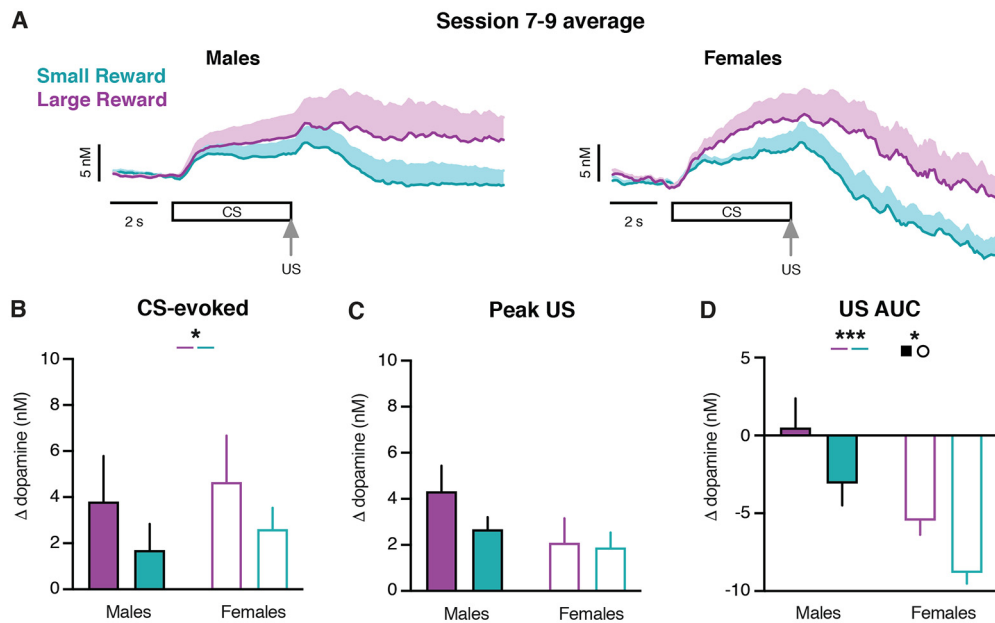 A
Session 7-9 average
Males
Females
Small Reward
Large Reward
5 nM
2 s
CS
US
5 nM
2 s
CS
US
B
CS-evoked
*
Δ dopamine (nM)
10
8
6
4
2
0
Males
Females
C
Peak US
Δ dopamine (nM)
10
8
6
4
2
0
Males
Females
D
US AUC
***
*
Δ dopamine (nM)
5
0
-5
-10
Males
Females